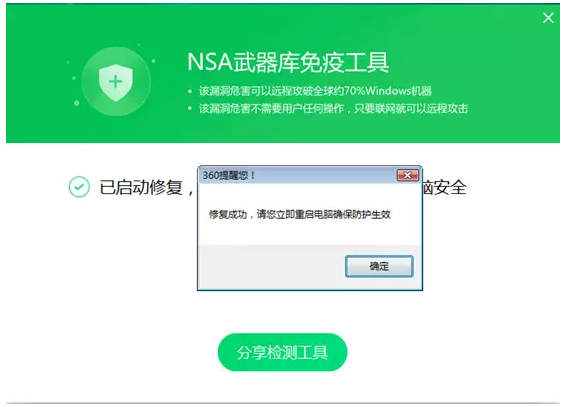 NSA武器库免疫工具
该漏洞危害可以远程攻破全球约70%Windows机器
该漏洞危害不需要用户任何操作，只要联网就可以远程攻击
360提醒您！
已启动修复，
脑安全
修复成功，请您立即重启电脑确保防护生效
确定
分享检测工具